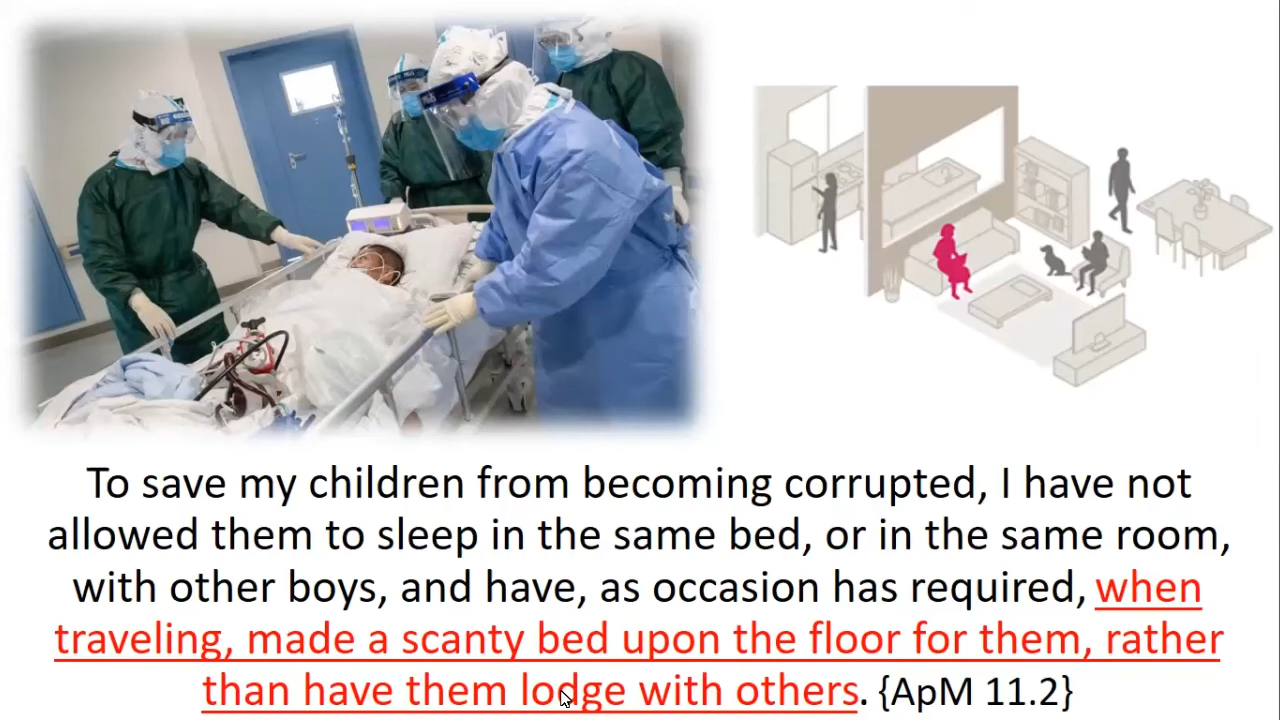 To save my children from becoming corrupted, I have not
allowed them to sleep in the same bed, or in the same room,
with other boys, and have, as occasion has required, when
traveling, made a scanty bed upon the floor for them, rather
than have them lodge with others. {ApM 11.2}